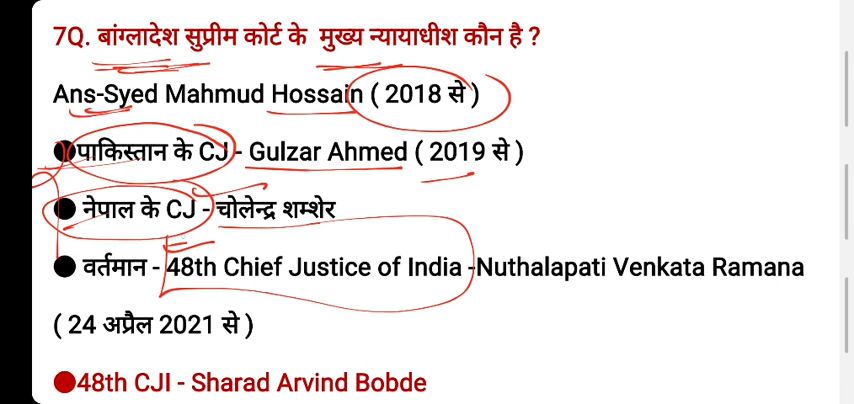 7Q. बांग्लादेश सुप्रीम कोर्ट के मुख्य न्यायाधीश कौन है ?
Ans-Syed Mahmud Hossain ( 2018 से )
●पाकिस्तान के CJ - Gulzar Ahmed ( 2019 से )
● नेपाल के CJ - चोलेन्द्र शम्शेर
● वर्तमान - 48th Chief Justice of India -Nuthalapati Venkata Ramana
( 24 अप्रैल 2021 से )
●48th CJI - Sharad Arvind Bobde